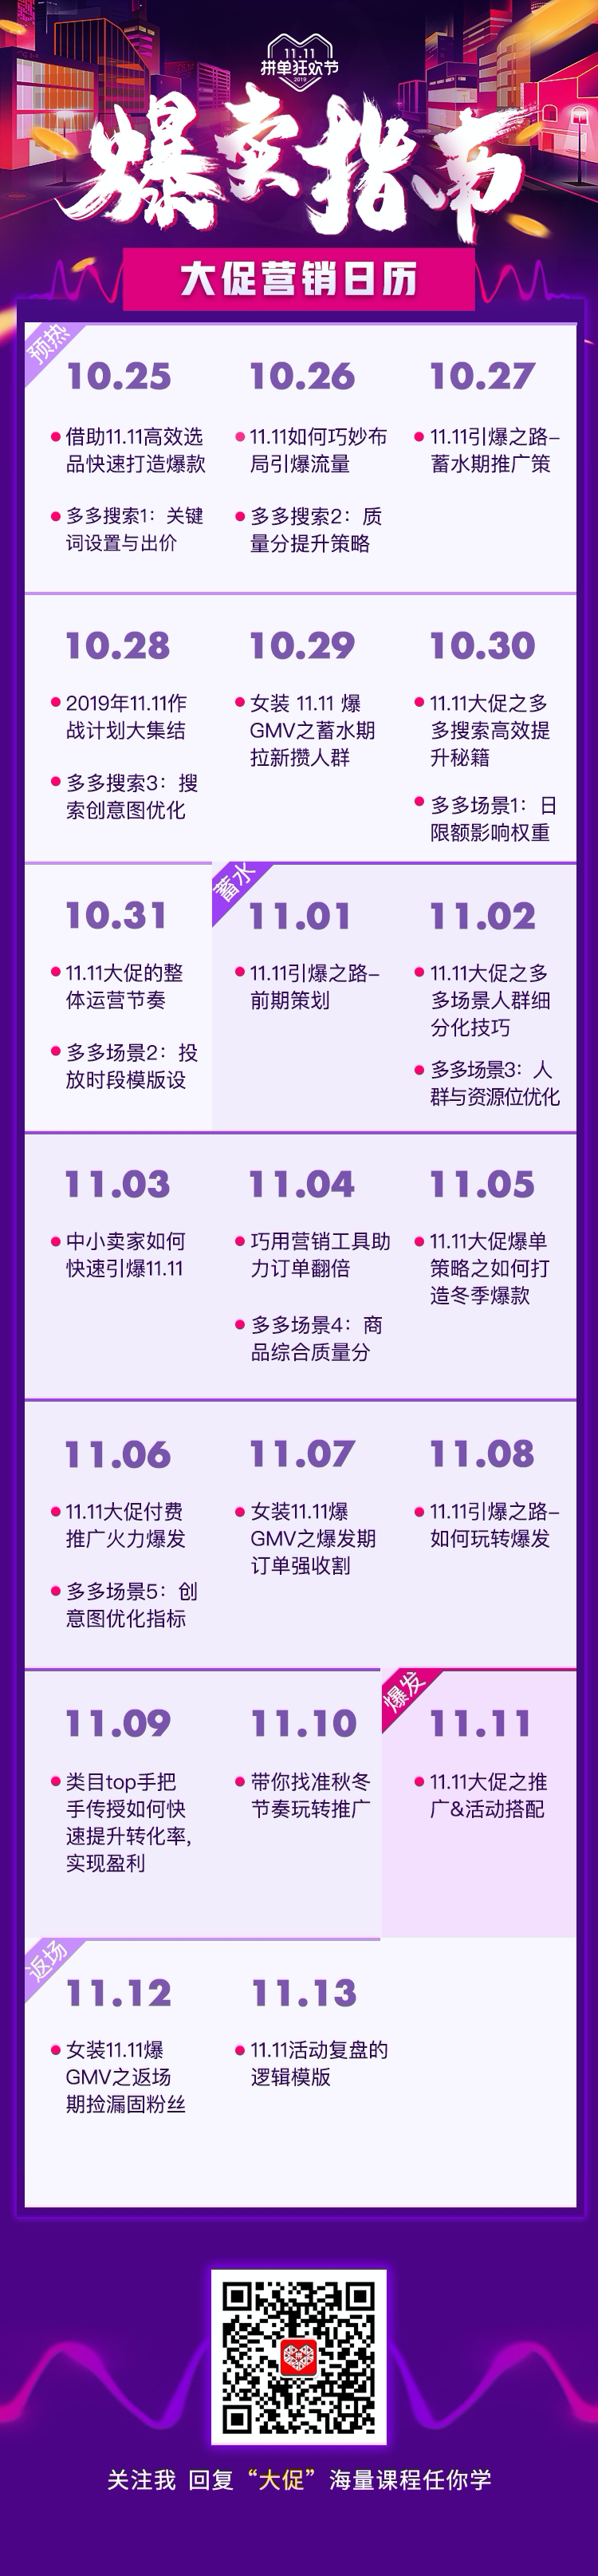 11.11
拼单狂欢节
2019
爆卖指南
大促营销日历
预热
10.25
借助11.11高效选
品快速打造爆款
多多搜索1：关键
词设置与出价
10.26
11.11如何巧妙布
局引爆流量
多多搜索2：质
量分提升策略
10.27
11.11引爆之路–
蓄水期推广策
10.28
2019年11.11作
战计划大集结
多多搜索3：搜
索创意图优化
10.29
女装 11.11 爆
GMV之蓄水期
拉新攒人群
10.30
11.11大促之多
多搜索高效提
升秘籍
多多场景1：日
限额影响权重
10.31
11.11大促的整
体运营节奏
多多场景2：投
放时段模版设
蓄水
11.01
11.11引爆之路–
前期策划
11.02
11.11大促之多
多场景人群细
分化技巧
多多场景3：人
群与资源位优化
11.03
中小卖家如何
快速引爆11.11
11.04
巧用营销工具助
力订单翻倍
多多场景4：商
品综合质量分
11.05
11.11大促爆单
策略之如何打
造冬季爆款
11.06
11.11大促付费
推广火力爆发
多多场景5：创
意图优化指标
11.07
女装11.11爆
GMV之爆发期
订单强收割
11.08
11.11引爆之路–
如何玩转爆发
11.09
类目top手把
手传授如何快
速提升转化率,
实现盈利
11.10
带你找准秋冬
节奏玩转推广
爆发
11.11
11.11大促之推
广&活动搭配
返场
11.12
女装11.11爆
GMV之返场
期捡漏固粉丝
11.13
11.11活动复盘的
逻辑模版
关注我 回复“大促”海量课程任你学